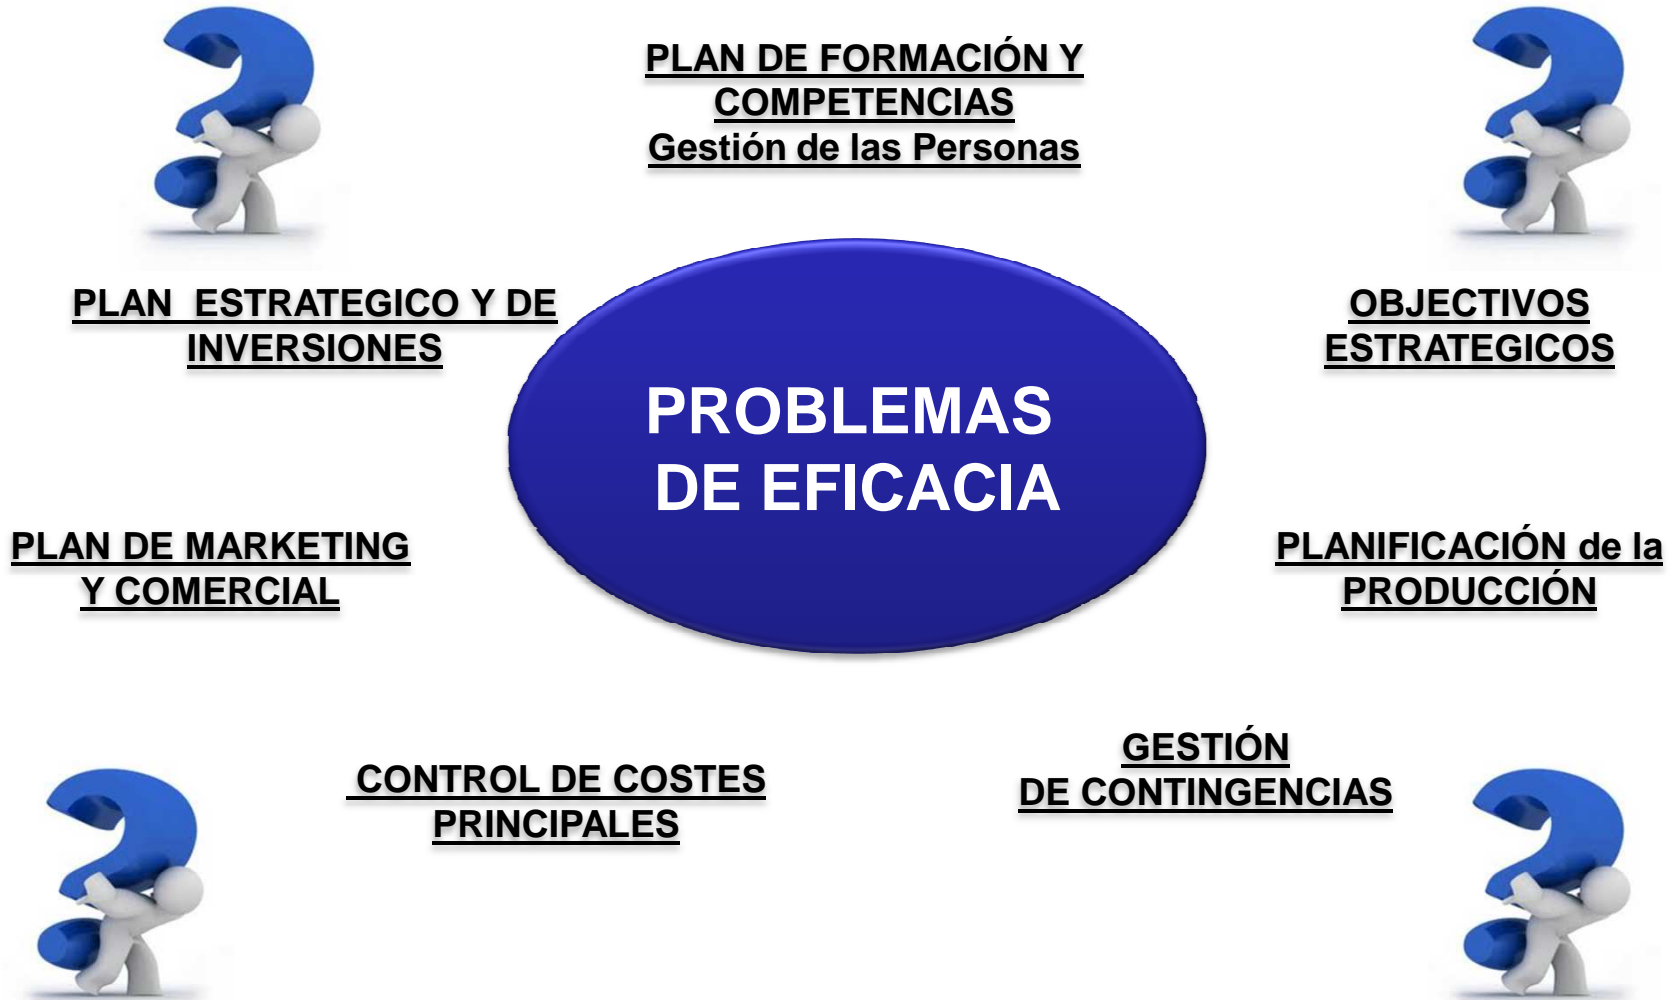 PLAN DE FORMACIÓN Y
COMPETENCIAS
Gestión de las Personas
PLAN ESTRATEGICO Y DE
INVERSIONES
OBJECTIVOS
ESTRATEGICOS
PROBLEMAS
DE EFICACIA
PLAN DE MARKETING
Y COMERCIAL
PLANIFICACIÓN de la
PRODUCCIÓN
CONTROL DE COSTES
PRINCIPALES
GESTIÓN
DE CONTINGENCIAS